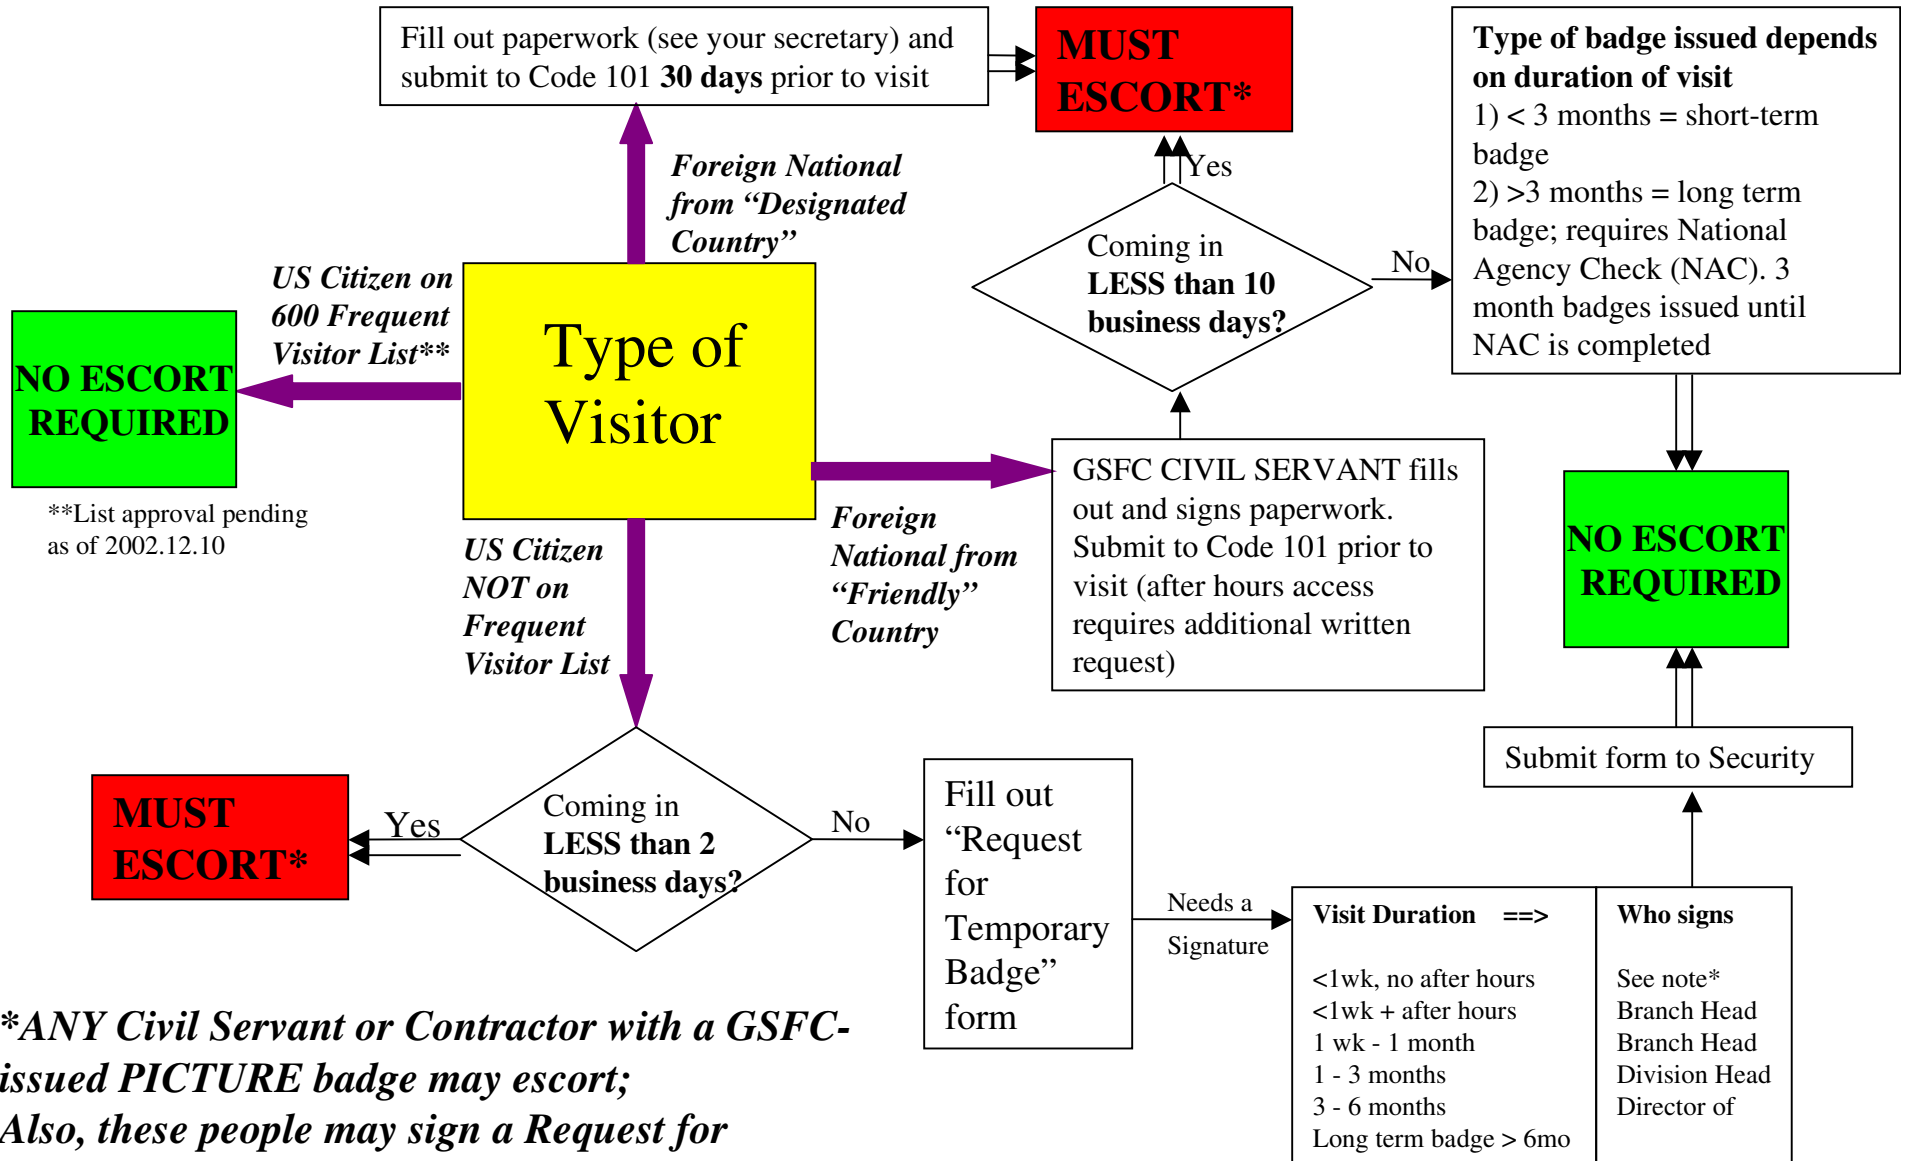 Fill out paperwork (see your secretary) and
submit to Code 101 30 days prior to visit
MUST
ESCORT*
Type of badge issued depends
on duration of visit
1) < 3 months = short-term
badge
2) >3 months = long term
badge; requires National
Agency Check (NAC). 3
month badges issued until
NAC is completed
Foreign National
from “Designated
Country”
Yes
Coming in
LESS than 10
business days?
No
US Citizen on
600 Frequent
Visitor List**
NO ESCORT
REQUIRED
**List approval pending
as of 2002.12.10
Type of
Visitor
Foreign
National from
“Friendly”
Country
GSFC CIVIL SERVANT fills
out and signs paperwork.
Submit to Code 101 prior to
visit (after hours access
requires additional written
request)
NO ESCORT
REQUIRED
US Citizen
NOT on
Frequent
Visitor List
Submit form to Security
MUST
ESCORT*
Yes
Coming in
LESS than 2
business days?
No
Fill out
“Request
for
Temporary
Badge”
form
Needs a
Signature
Visit Duration ==> Who signs
<1wk, no after hours See note*
<1wk + after hours Branch Head
1 wk - 1 month Branch Head
1 - 3 months Division Head
3 - 6 months Director of
Long term badge > 6mo
*ANY Civil Servant or Contractor with a GSFC-
issued PICTURE badge may escort;
Also, these people may sign a Request for